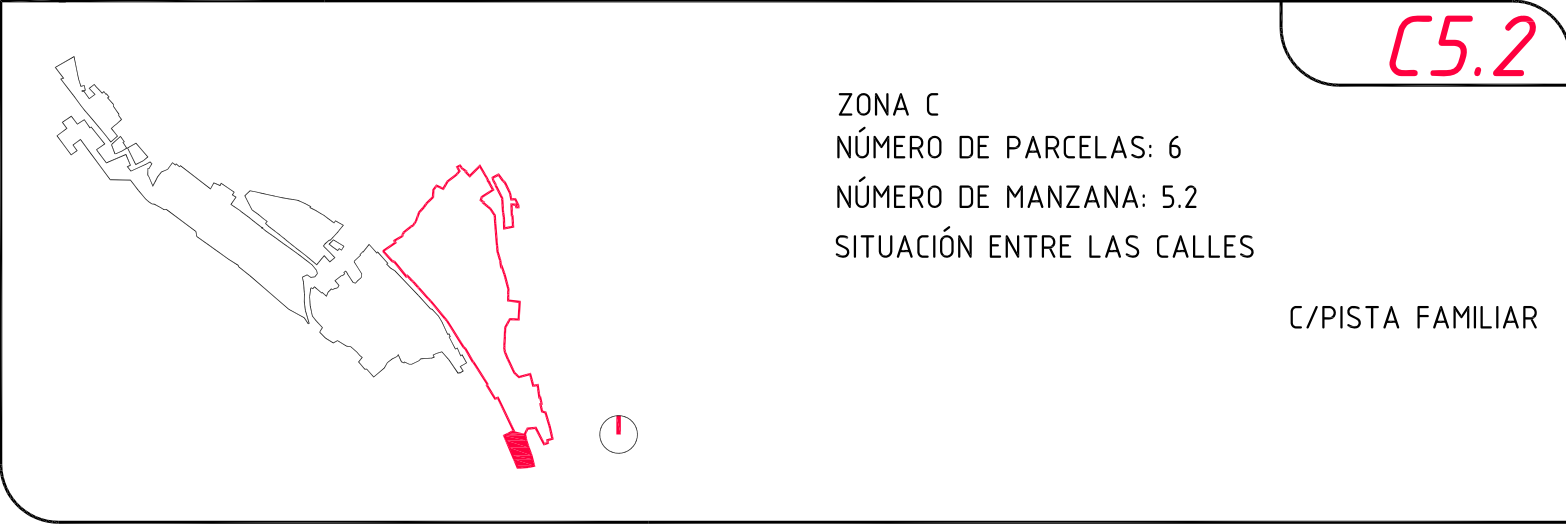 C5.2
ZONA C
NÚMERO DE PARCELAS: 6
NÚMERO DE MANZANA: 5.2
SITUACIÓN ENTRE LAS CALLES
C/PISTA FAMILIAR